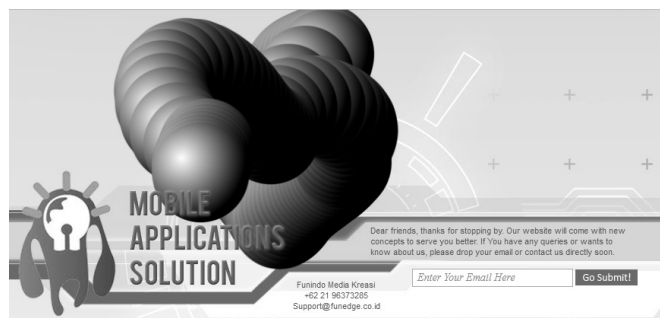 MOBILE
APPLICATIONS
SOLUTION
Dear friends, thanks for stopping by. Our website will come with new
concepts to serve you better. If You have any queries or wants to
know about us, please drop your email or contact us directly soon.
Funindo Media Kreasi
+62 21 96373285
Support@funedge.co.id
Enter Your Email Here
Go Submit!